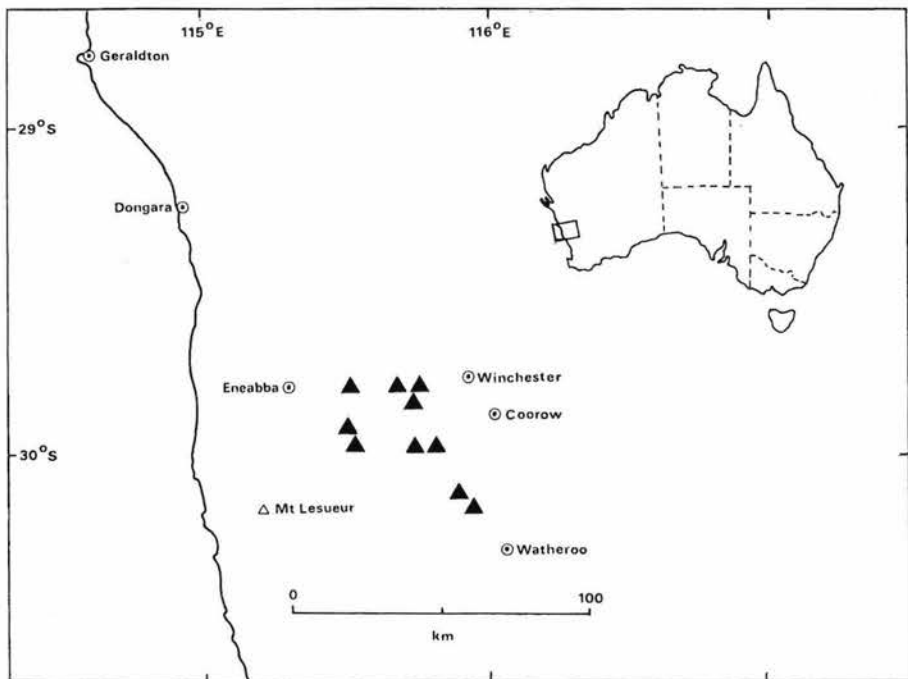 115°E 116°E
Geraldton
29°S
Dongara
Eneabba
Winchester
Coorow
30°S
Mt Lesueur
Watheroo
0 100
km